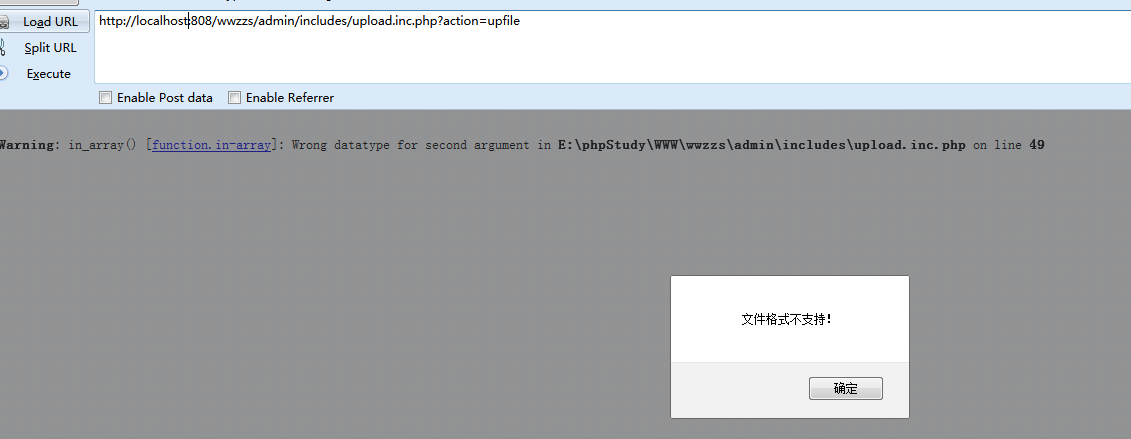 Load URL
http://localhost:808/wwzzs/admin/includes/upload.inc.php?action=upfile
Split URL
Execute
Enable Post data Enable Referrer
Warning: in_array() [function.in-array]: Wrong datatype for second argument in E:\phpStudy\WWW\wwzzs\admin\includes\upload.inc.php on line 49
文件格式不支持!
确定